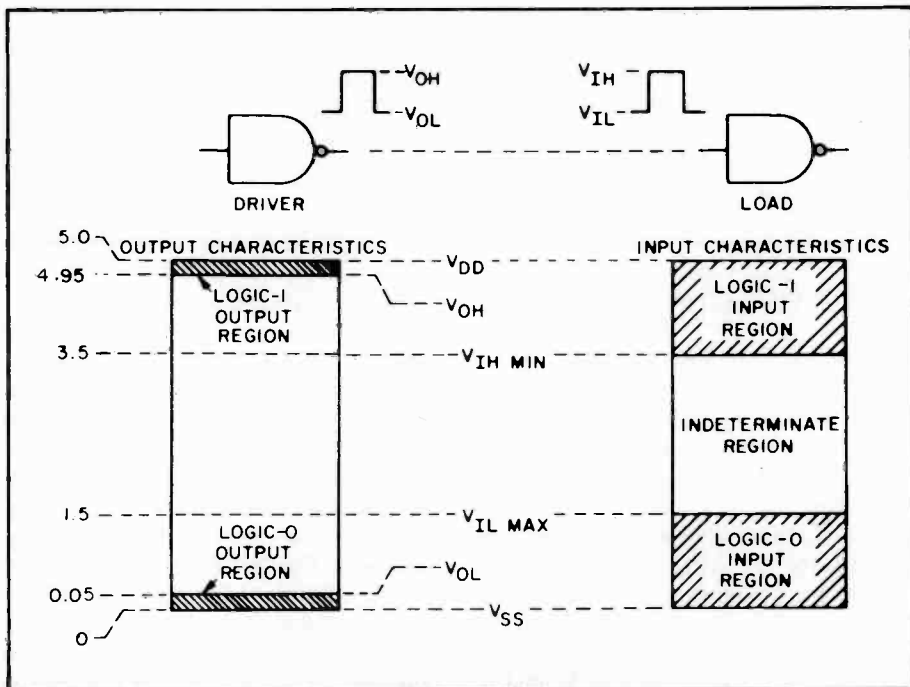 V_OH
V_OL
V_IH
V_IL
DRIVER
LOAD
5.0
OUTPUT CHARACTERISTICS
INPUT CHARACTERISTICS
V_DD
4.95
LOGIC-1
OUTPUT
REGION
V_OH
LOGIC-1
INPUT
REGION
3.5
V_IH MIN
INDETERMINATE
REGION
1.5
V_IL MAX
LOGIC-0
OUTPUT
REGION
LOGIC-0
INPUT
REGION
V_OL
0.05
V_SS
0